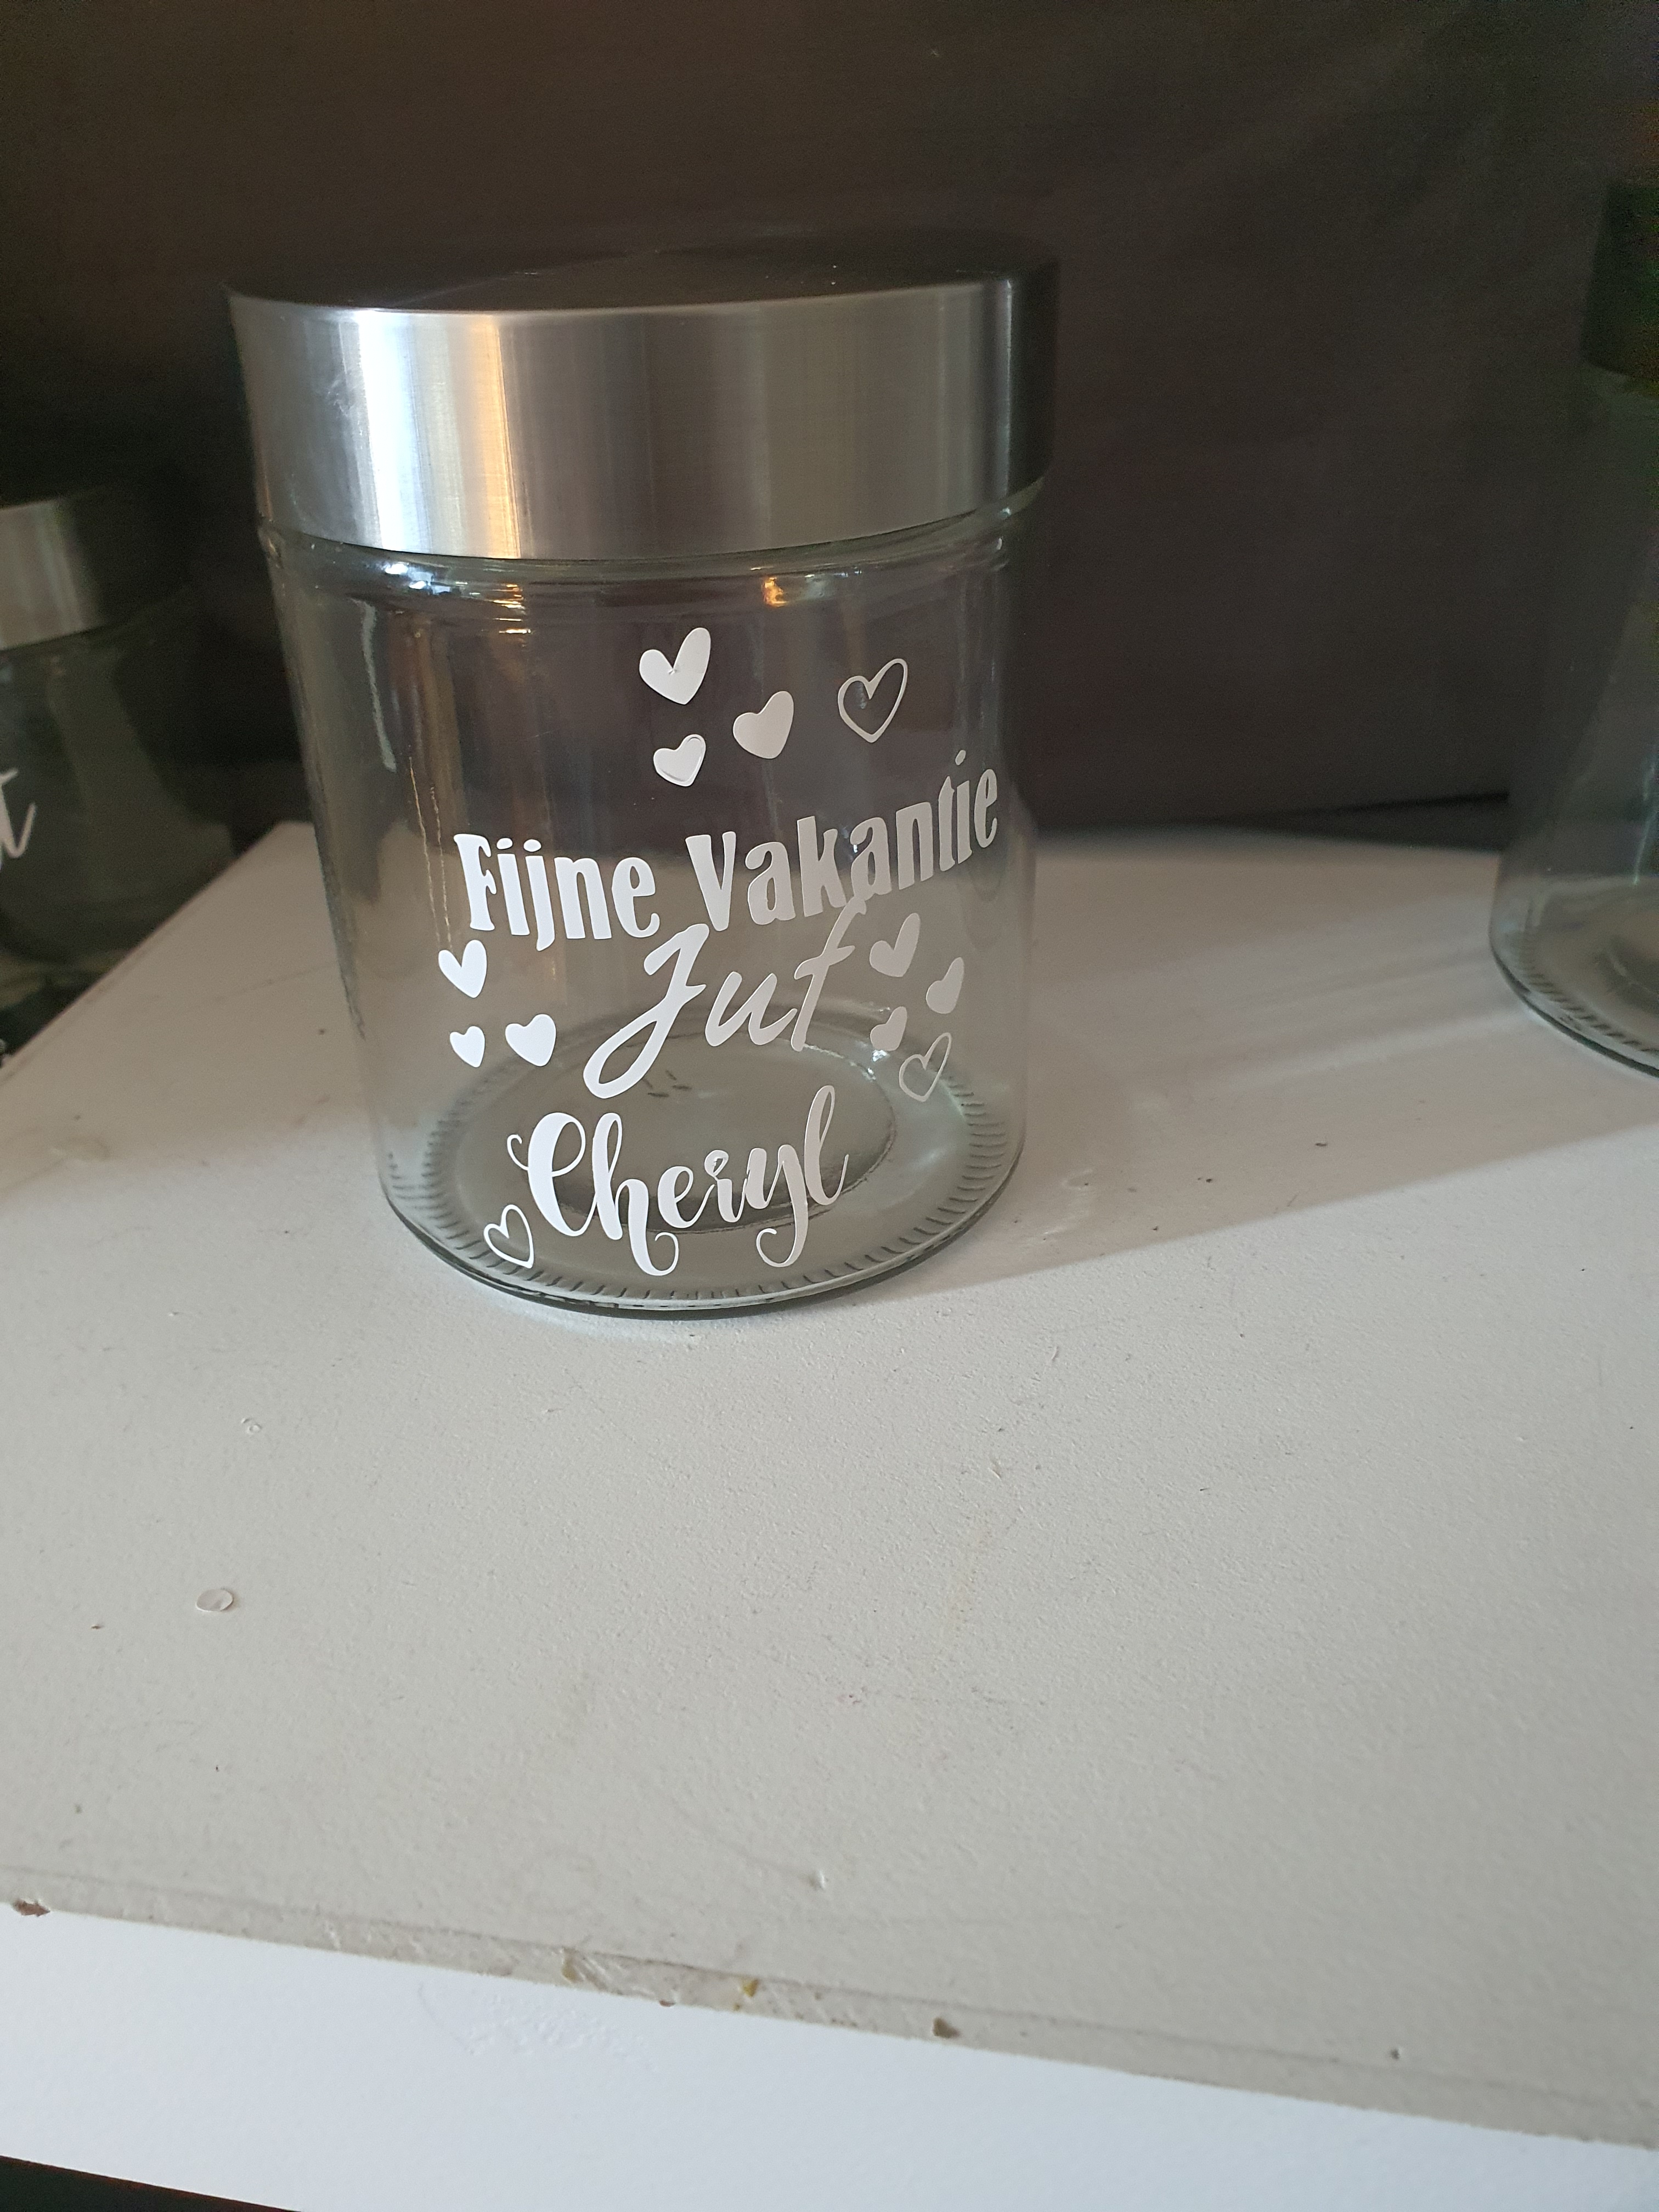 Fijne Vakantie
Juf
Cheryl